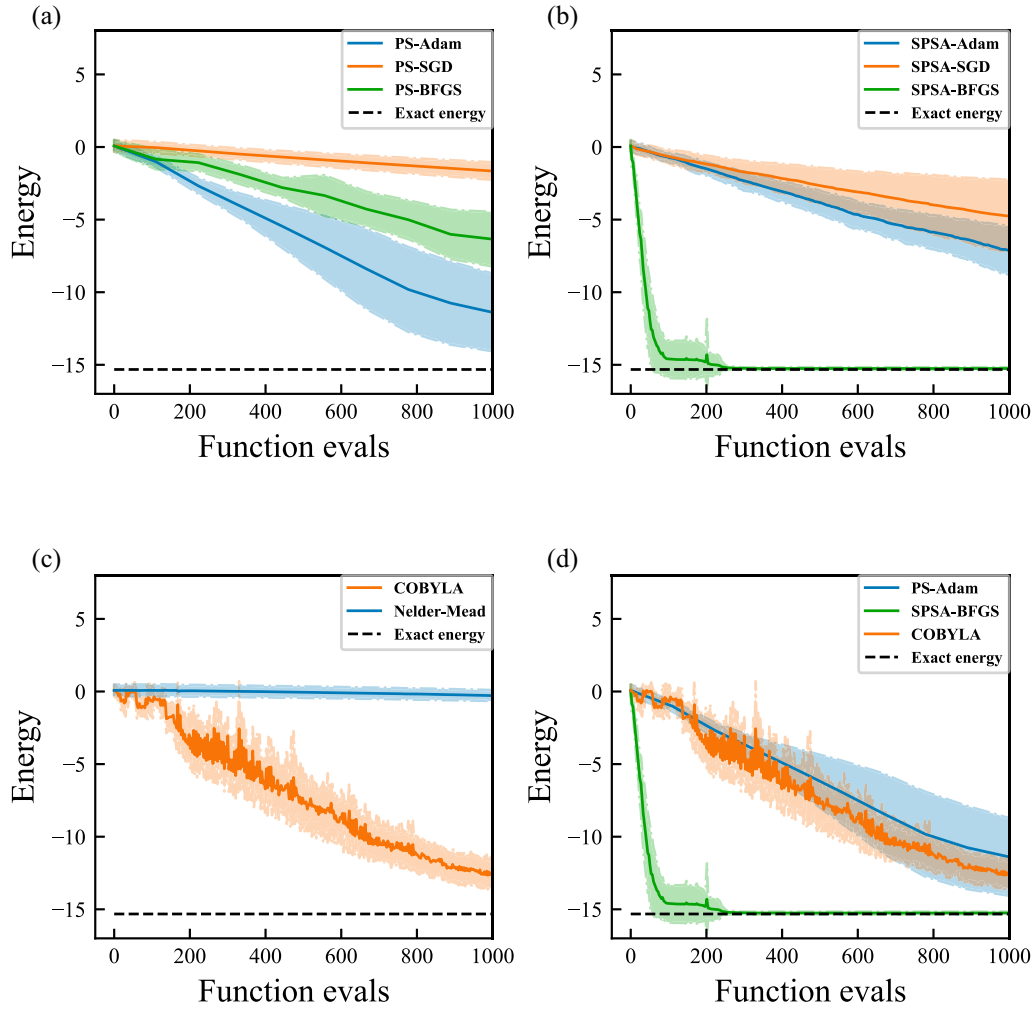 (a)
PS-Adam
PS-SGD
PS-BFGS
Exact energy
5
0
−5
−10
−15
Energy
0 200 400 600 800 1000
Function evals
(b)
SPSA-Adam
SPSA-SGD
SPSA-BFGS
Exact energy
5
0
−5
−10
−15
Energy
0 200 400 600 800 1000
Function evals
(c)
COBYLA
Nelder-Mead
Exact energy
5
0
−5
−10
−15
Energy
0 200 400 600 800 1000
Function evals
(d)
PS-Adam
SPSA-BFGS
COBYLA
Exact energy
5
0
−5
−10
−15
Energy
0 200 400 600 800 1000
Function evals